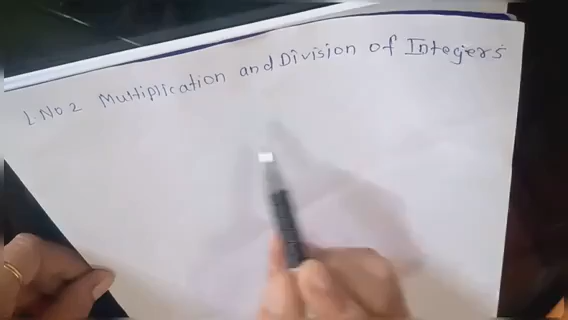 L No 2 Multiplication and Division of Integers